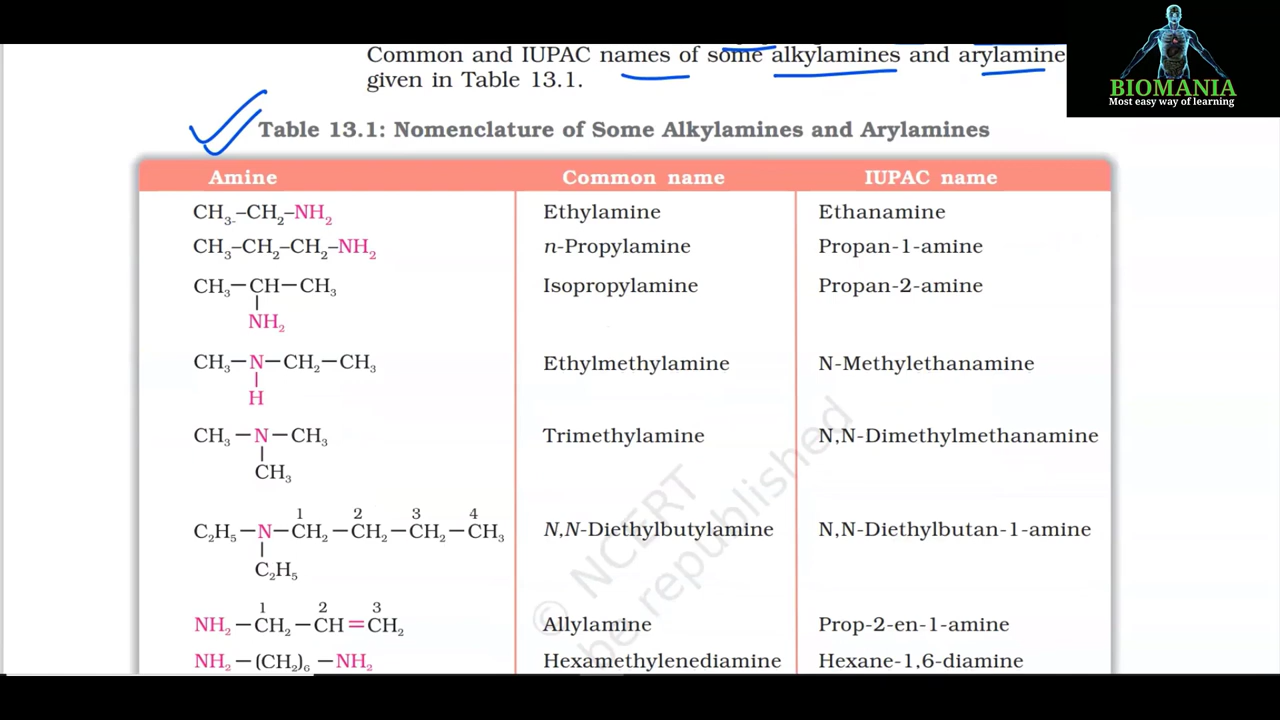 Common and IUPAC names of some alkylamines and arylamine
given in Table 13.1.
BIOMANIA
Most easy way of learning
Table 13.1: Nomenclature of Some Alkylamines and Arylamines
Amine Common name IUPAC name
CH₃–CH₂–NH₂ Ethylamine Ethanamine
CH₃–CH₂–CH₂–NH₂ n-Propylamine Propan-1-amine
CH₃—CH—CH₃ Isopropylamine Propan-2-amine
NH₂
CH₃—N—CH₂—CH₃ Ethylmethylamine N-Methylethanamine
H
CH₃—N—CH₃ Trimethylamine N,N-Dimethylmethanamine
CH₃
1 2 3 4
C₂H₅—N—CH₂—CH₂—CH₂—CH₃ N,N-Diethylbutylamine N,N-Diethylbutan-1-amine
C₂H₅
1 2 3
NH₂—CH₂—CH=CH₂ Allylamine Prop-2-en-1-amine
NH₂—(CH₂)₆—NH₂ Hexamethylenediamine Hexane-1,6-diamine
© NCERT
be republished